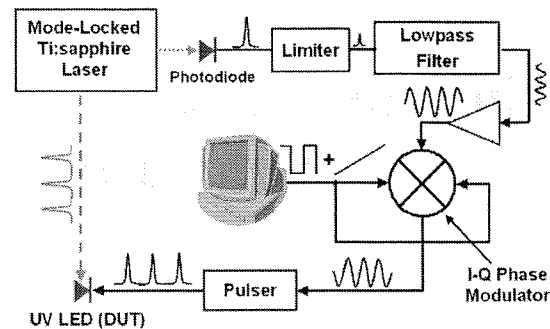 Mode-Locked
Ti:sapphire
Laser
Photodiode
Limiter
Lowpass
Filter
+
I-Q Phase
Modulator
Pulser
UV LED (DUT)